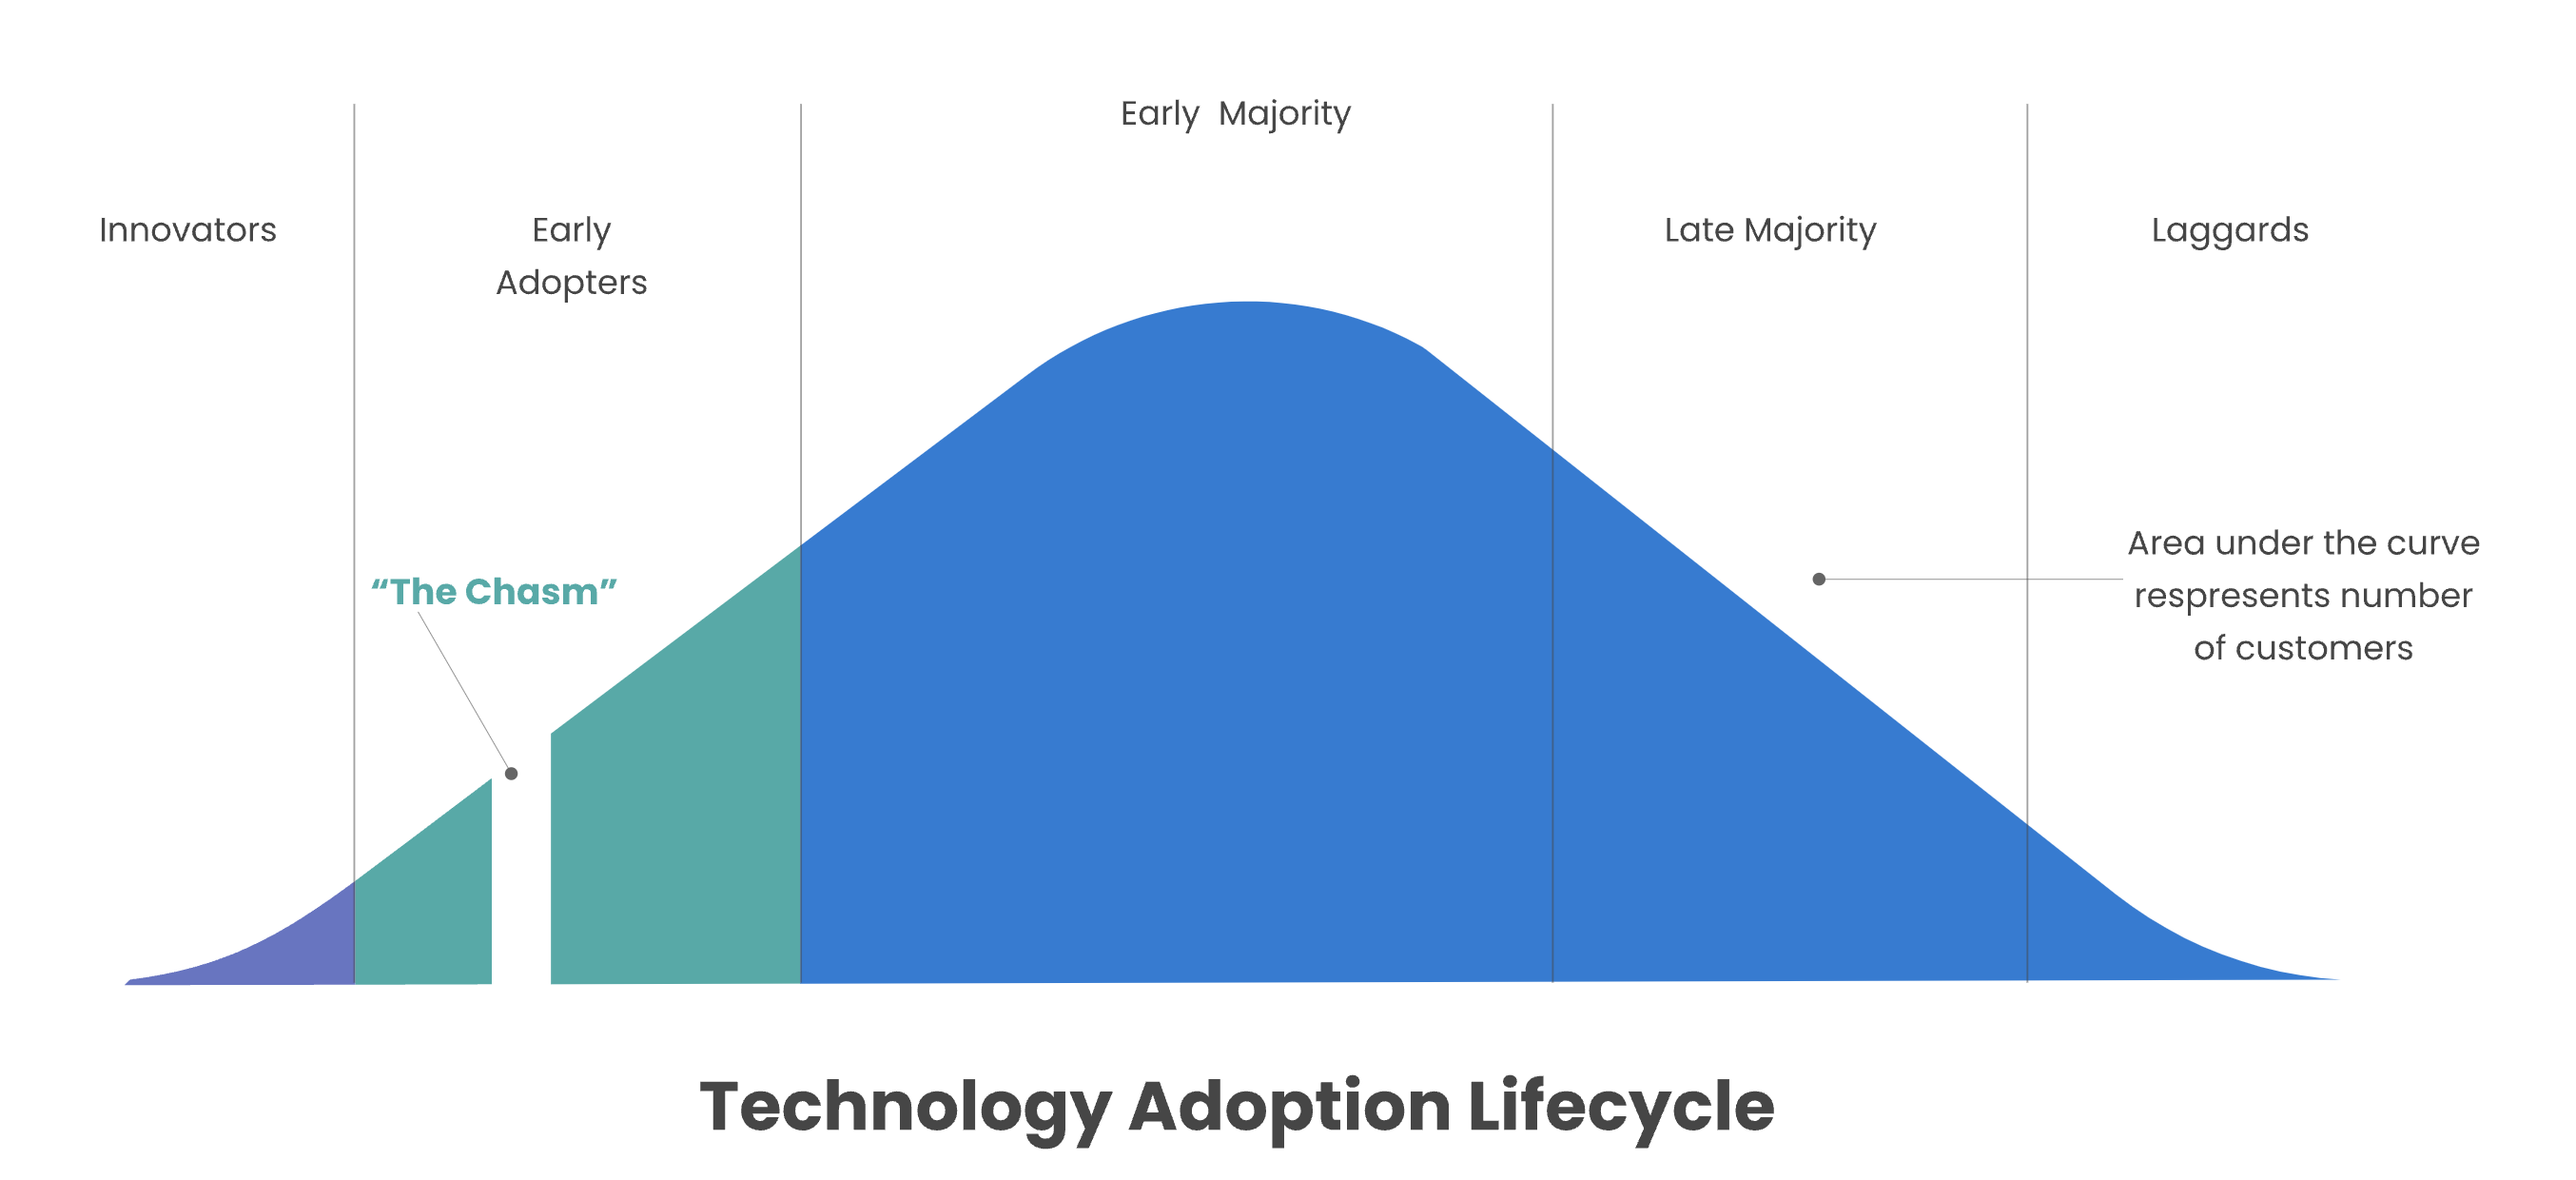 Early  Majority
Innovators
Early
Adopters
Late Majority
Laggards
“The Chasm”
Area under the curve
respresents number
of customers
Technology Adoption Lifecycle